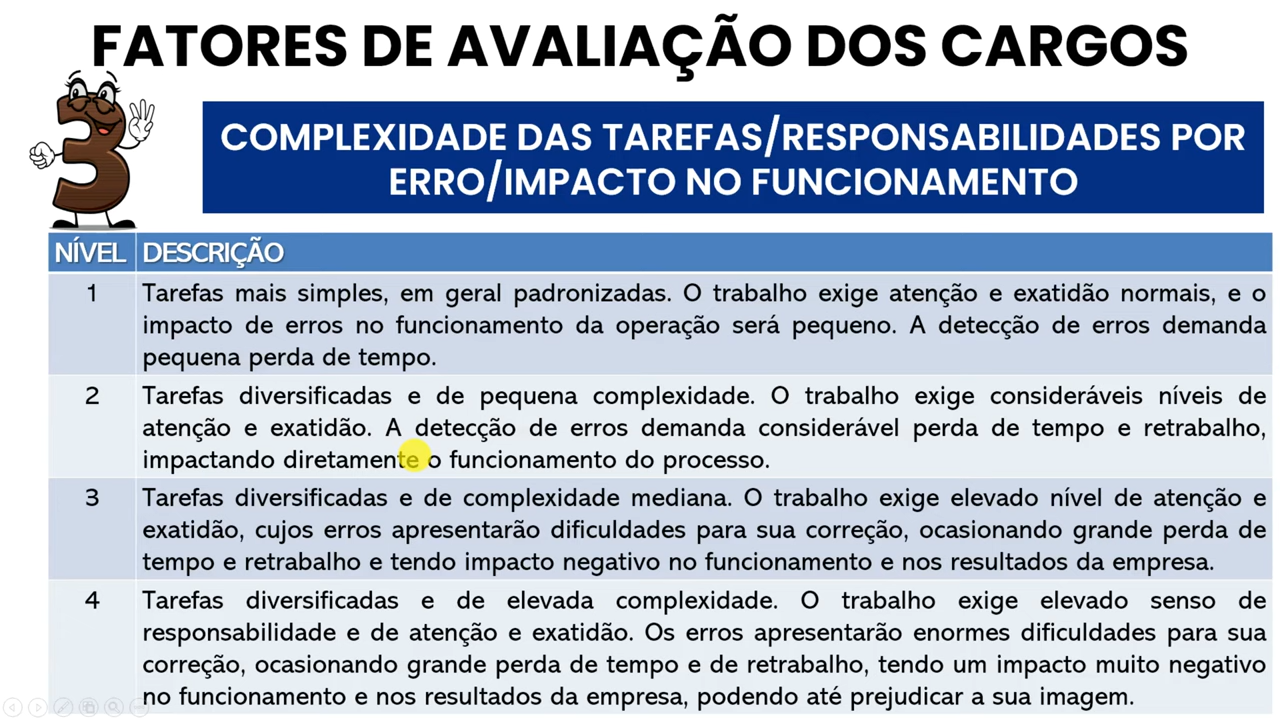 FATORES DE AVALIAÇÃO DOS CARGOS
3
COMPLEXIDADE DAS TAREFAS/RESPONSABILIDADES POR
ERRO/IMPACTO NO FUNCIONAMENTO
NÍVEL DESCRIÇÃO
1 Tarefas mais simples, em geral padronizadas. O trabalho exige atenção e exatidão normais, e o
impacto de erros no funcionamento da operação será pequeno. A detecção de erros demanda
pequena perda de tempo.
2 Tarefas diversificadas e de pequena complexidade. O trabalho exige consideráveis níveis de
atenção e exatidão. A detecção de erros demanda considerável perda de tempo e retrabalho,
impactando diretamente o funcionamento do processo.
3 Tarefas diversificadas e de complexidade mediana. O trabalho exige elevado nível de atenção e
exatidão, cujos erros apresentarão dificuldades para sua correção, ocasionando grande perda de
tempo e retrabalho e tendo impacto negativo no funcionamento e nos resultados da empresa.
4 Tarefas diversificadas e de elevada complexidade. O trabalho exige elevado senso de
responsabilidade e de atenção e exatidão. Os erros apresentarão enormes dificuldades para sua
correção, ocasionando grande perda de tempo e de retrabalho, tendo um impacto muito negativo
no funcionamento e nos resultados da empresa, podendo até prejudicar a sua imagem.